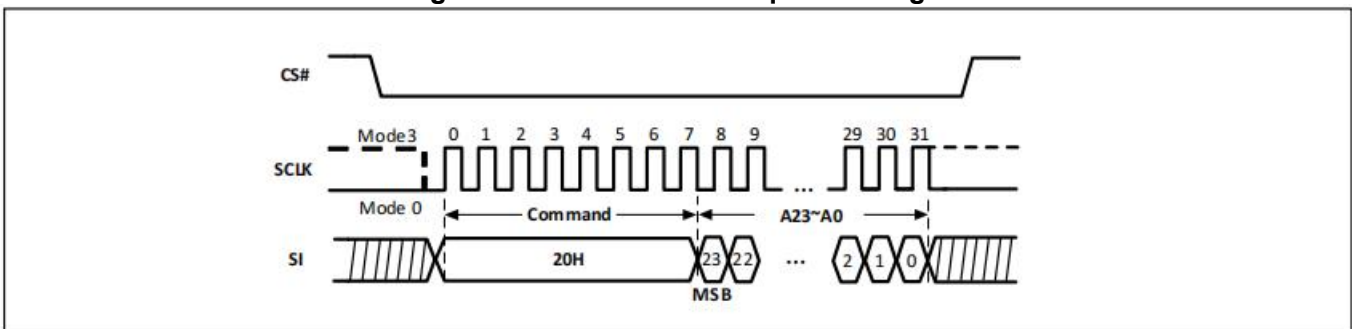 CS#
Mode3 0 1 2 3 4 5 6 7 8 9 29 30 31
SCLK
...
Mode 0
Command A23~A0
SI 20H 23 22 ... 2 1 0
MSB